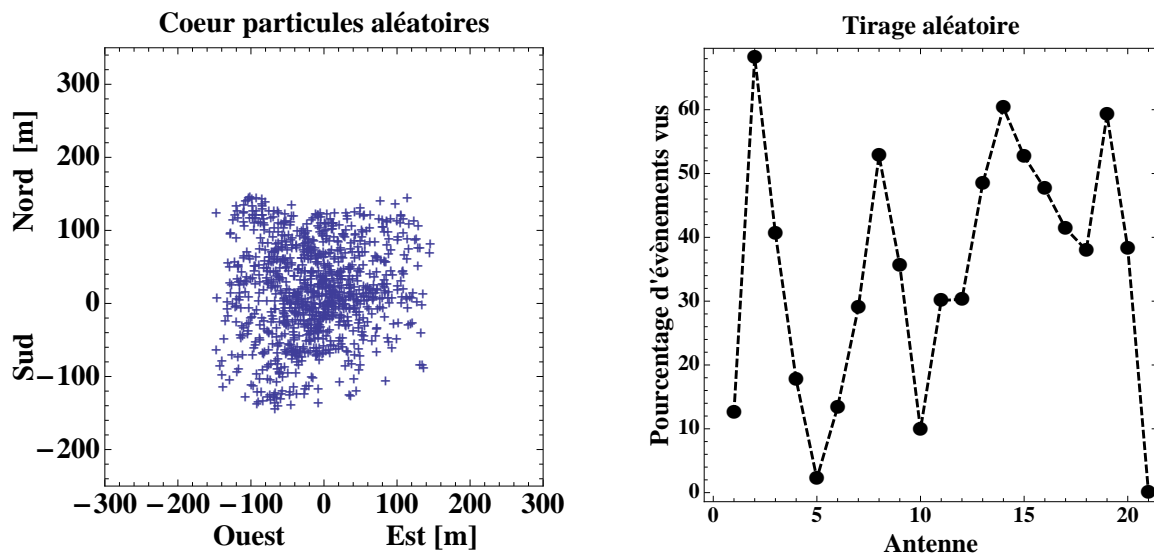 Coeur particules aléatoires
300
200
100
0
−100
−200
Nord [m]
Sud
−300 −200 −100 0 100 200 300
Ouest Est [m]
Tirage aléatoire
60
50
40
30
20
10
0
Pourcentage d'évènements vus
0 5 10 15 20
Antenne